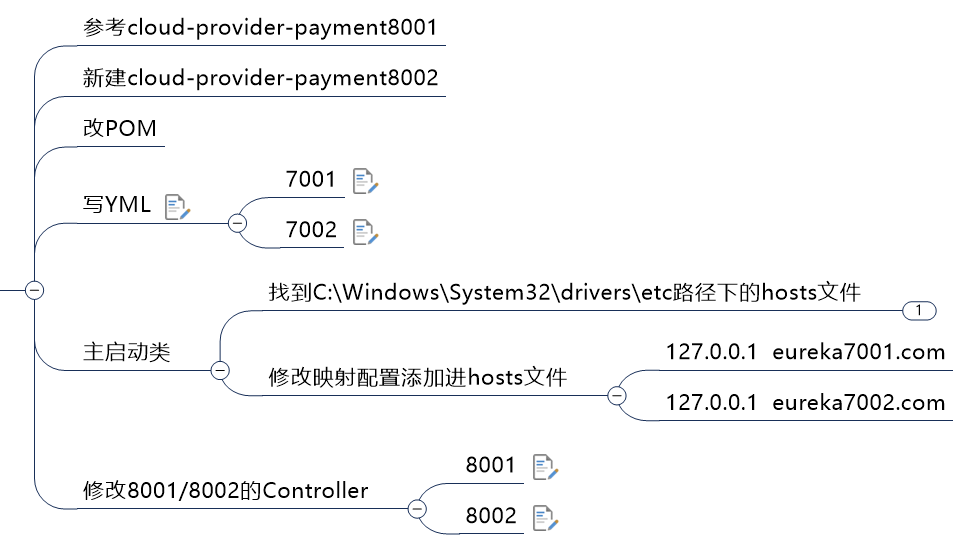 参考cloud-provider-payment8001
新建cloud-provider-payment8002
改POM
写YML
7001
7002
主启动类
找到C:\Windows\System32\drivers\etc路径下的hosts文件
1
修改映射配置添加进hosts文件
127.0.0.1  eureka7001.com
127.0.0.1  eureka7002.com
修改8001/8002的Controller
8001
8002